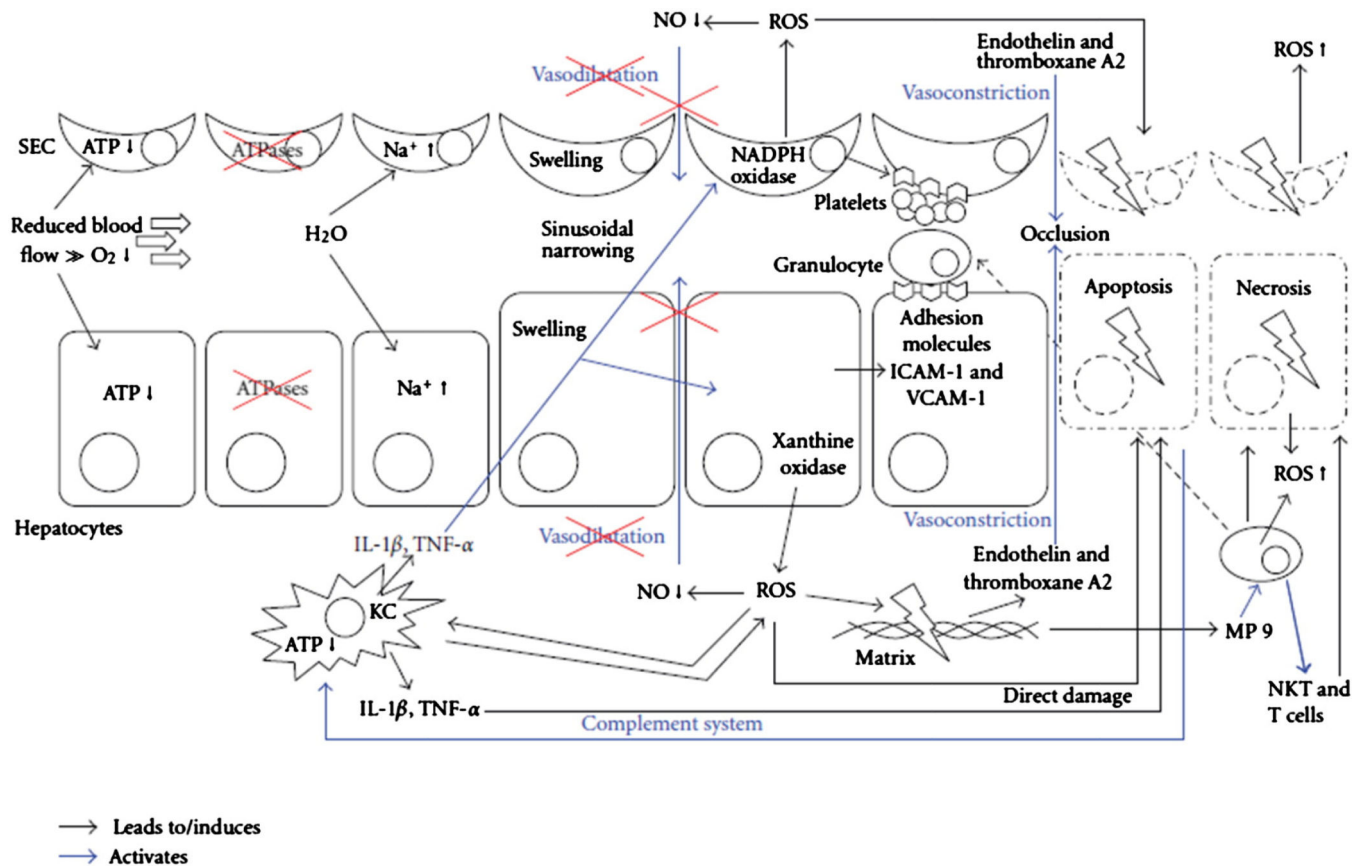 NO ↓
ROS
Endothelin and
thromboxane A2
ROS ↑
Vasodilatation
Vasoconstriction
SEC
ATP ↓
ATPases
Na⁺ ↑
Swelling
NADPH
oxidase
Platelets
Reduced blood
flow ≫ O₂ ↓
H₂O
Sinusoidal
narrowing
Occlusion
Granulocyte
Apoptosis
Necrosis
Swelling
Adhesion
molecules
ICAM-1 and
VCAM-1
ATP ↓
ATPases
Na⁺ ↑
Xanthine
oxidase
ROS ↑
Hepatocytes
Vasodilatation
Vasoconstriction
IL-1β, TNF-α
Endothelin and
thromboxane A2
KC
ATP ↓
NO ↓
ROS
Matrix
MP 9
Direct damage
NKT and
T cells
IL-1β, TNF-α
Complement system
Leads to/induces
Activates